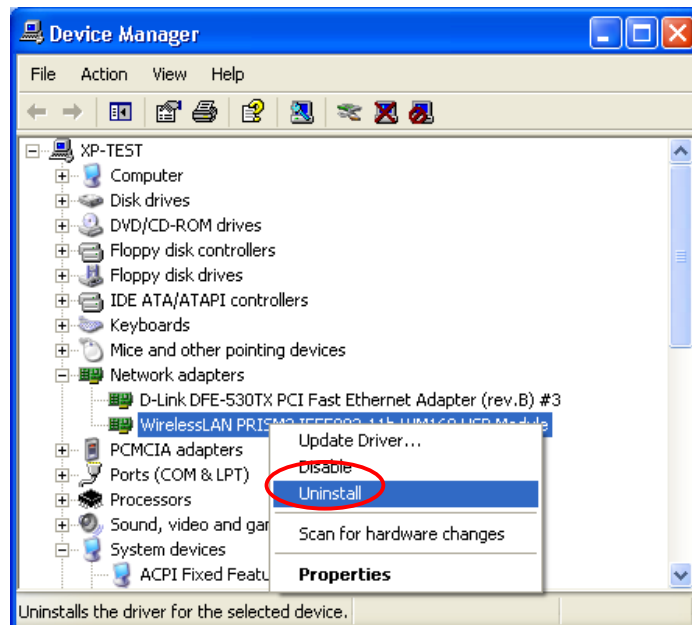 Device Manager
File Action View Help
XP-TEST
Computer
Disk drives
DVD/CD-ROM drives
Floppy disk controllers
Floppy disk drives
IDE ATA/ATAPI controllers
Keyboards
Mice and other pointing devices
Network adapters
D-Link DFE-530TX PCI Fast Ethernet Adapter (rev.B) #3
WirelessLAN
PCMCIA adapters
Ports (COM & LPT)
Processors
Sound, video and
System devices
ACPI Fixed
Update Driver...
Disable
Uninstall
Scan for hardware changes
Properties
Uninstalls the driver for the selected device.